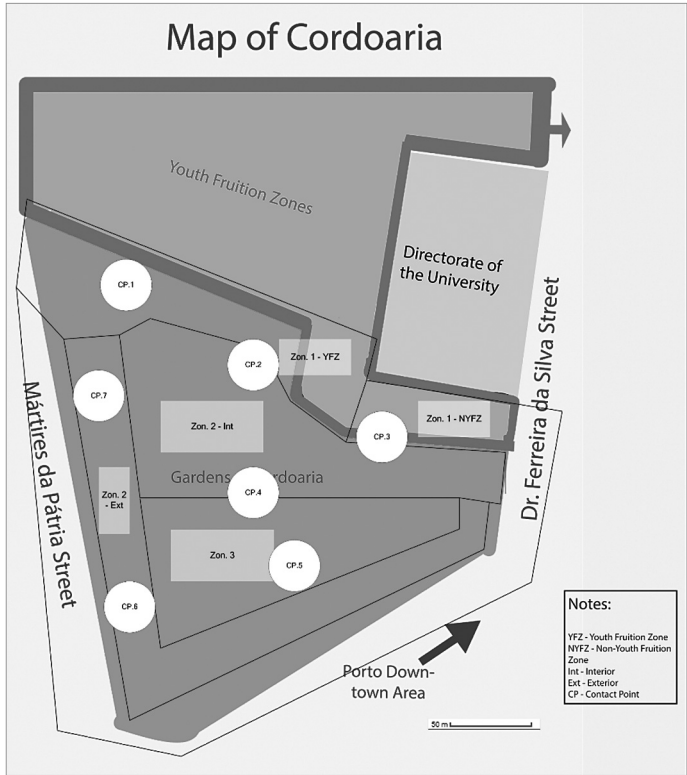 Map of Cordoaria
Youth Fruition Zones
Directorate of
the University
CP.1
CP.2
Zon. 1 - YFZ
CP.7
Zon. 2 - Int
CP.3
Zon. 1 - NYFZ
Gardens
rdoaria
CP.4
Zon. 2
- Ext
Zon. 3
CP.5
CP.6
Mártires da Pátria Street
Dr. Ferreira da Silva Street
Porto Down-
town Area
50 m
Notes:
YFZ - Youth Fruition Zone
NYFZ - Non-Youth Fruition
Zone
Int - Interior
Ext - Exterior
CP - Contact Point